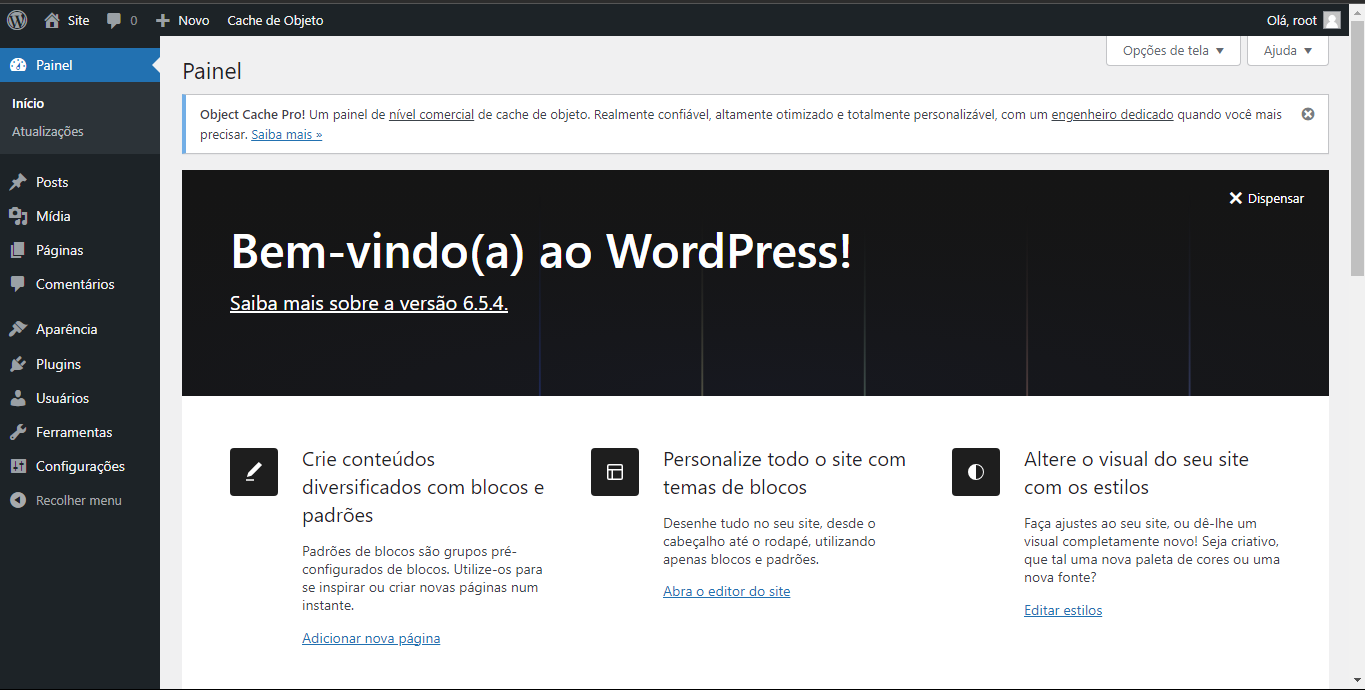 Site
0
Novo
Cache de Objeto
Olá, root
Painel
Início
Atualizações
Posts
Mídia
Páginas
Comentários
Aparência
Plugins
Usuários
Ferramentas
Configurações
Recolher menu
Opções de tela
Ajuda
Painel
Object Cache Pro! Um painel de nível comercial de cache de objeto. Realmente confiável, altamente otimizado e totalmente personalizável, com um engenheiro dedicado quando você mais
precisar. Saiba mais »
Dispensar
Bem-vindo(a) ao WordPress!
Saiba mais sobre a versão 6.5.4.
Crie conteúdos
diversificados com blocos e
padrões
Padrões de blocos são grupos pré-
configurados de blocos. Utilize-os para
se inspirar ou criar novas páginas num
instante.
Adicionar nova página
Personalize todo o site com
temas de blocos
Desenhe tudo no seu site, desde o
cabeçalho até o rodapé, utilizando
apenas blocos e padrões.
Abra o editor do site
Altere o visual do seu site
com os estilos
Faça ajustes ao seu site, ou dê-lhe um
visual completamente novo! Seja criativo,
que tal uma nova paleta de cores ou uma
nova fonte?
Editar estilos